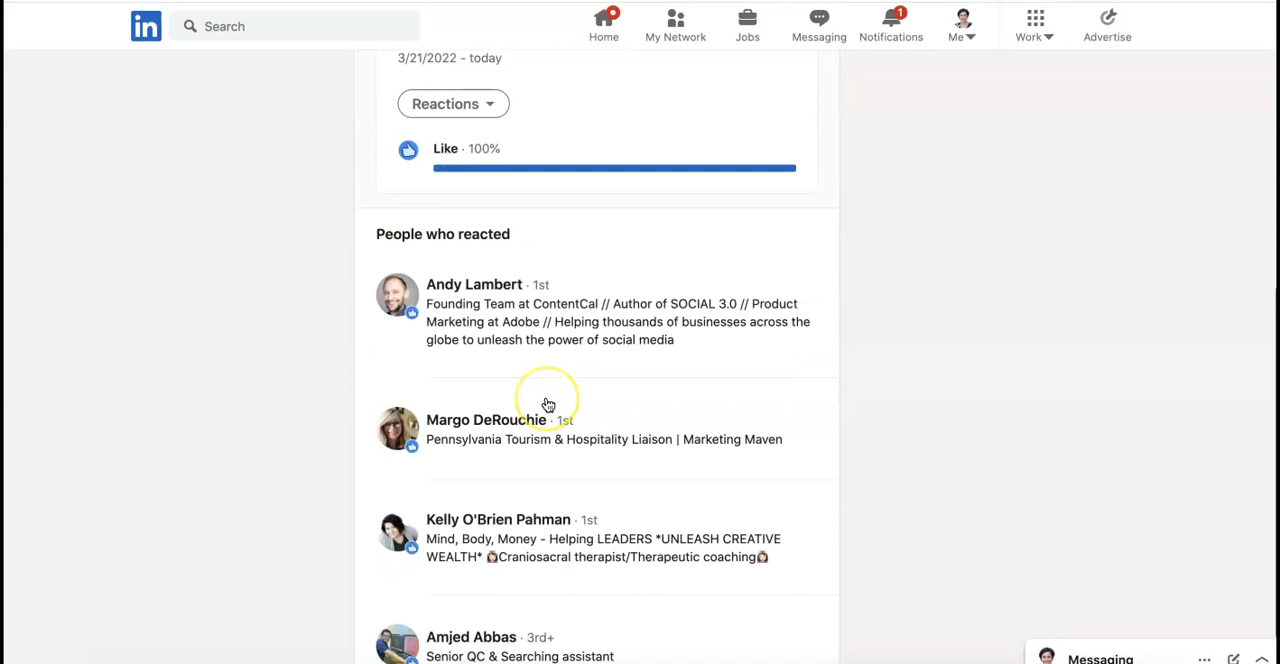 in
Search
Home
My Network
Jobs
Messaging
1
Notifications
Me
Work
Advertise
3/21/2022 - today
Reactions
Like · 100%
People who reacted
Andy Lambert · 1st
Founding Team at ContentCal // Author of SOCIAL 3.0 // Product
Marketing at Adobe // Helping thousands of businesses across the
globe to unleash the power of social media
Margo DeRouchie · 1st
Pennsylvania Tourism & Hospitality Liaison | Marketing Maven
Kelly O'Brien Pahman · 1st
Mind, Body, Money - Helping LEADERS *UNLEASH CREATIVE
WEALTH* 💆🏻Craniosacral therapist/Therapeutic coaching💆🏻
Amjed Abbas · 3rd+
Senior QC & Searching assistant
Messaging